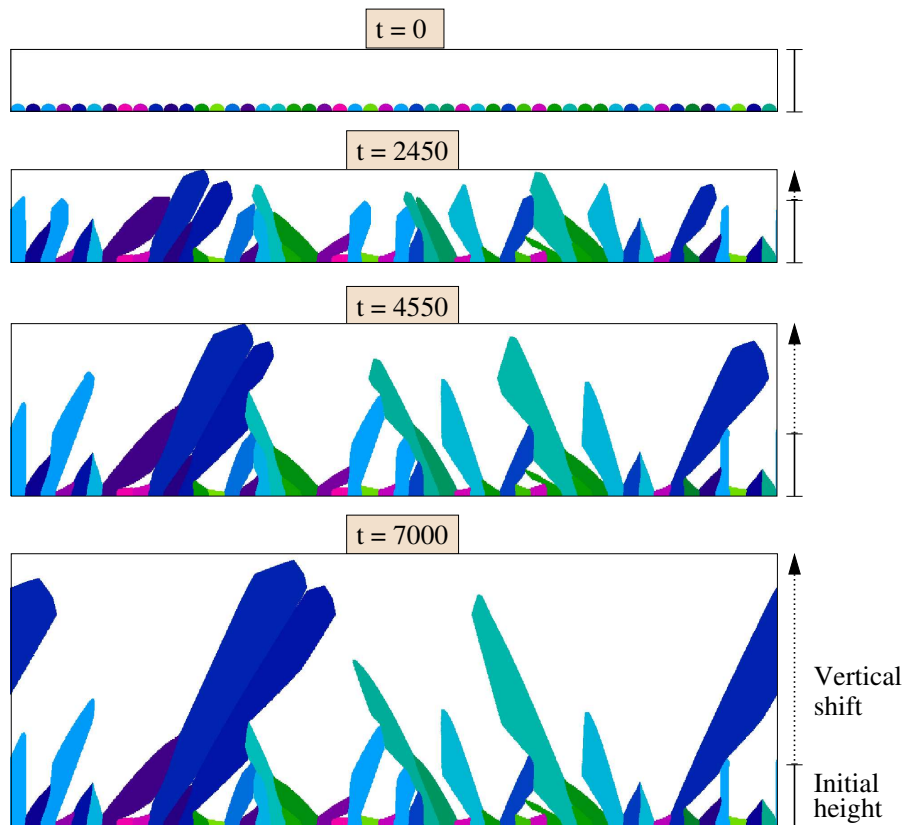 t = 0
t = 2450
t = 4550
t = 7000
Vertical
shift
Initial
height